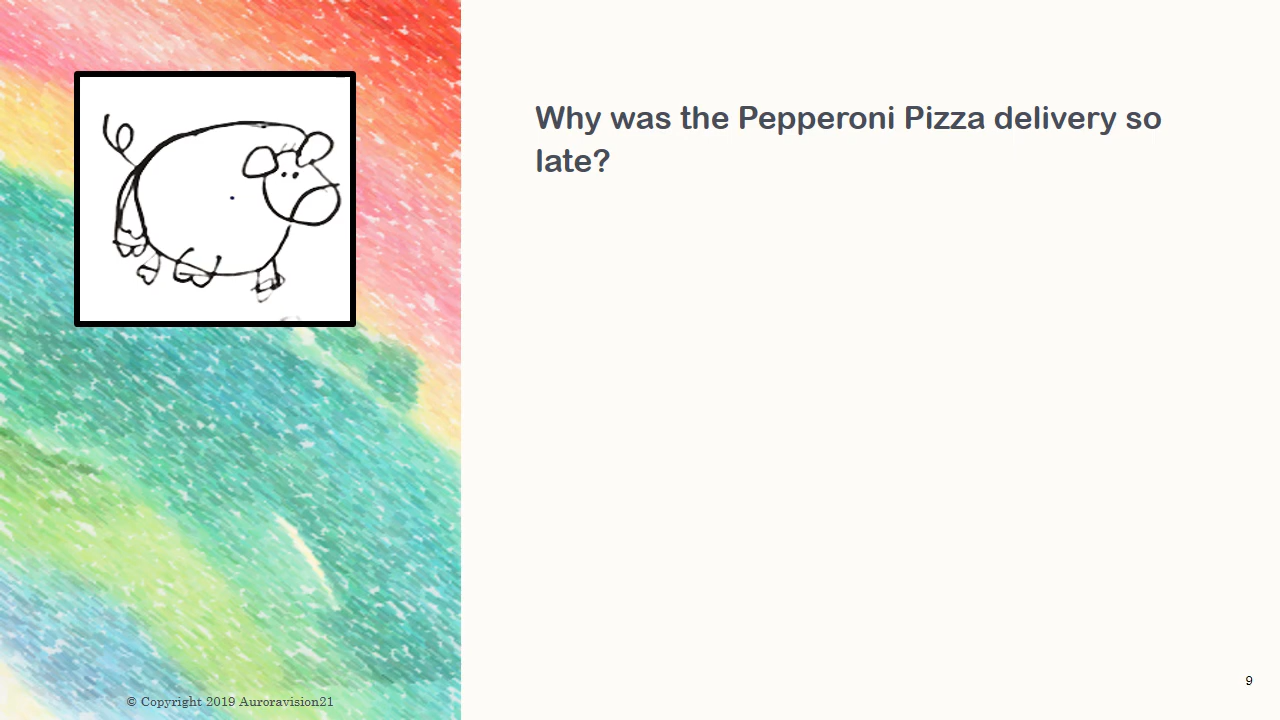 Why was the Pepperoni Pizza delivery so
late?
9
© Copyright 2019 Auroravision21